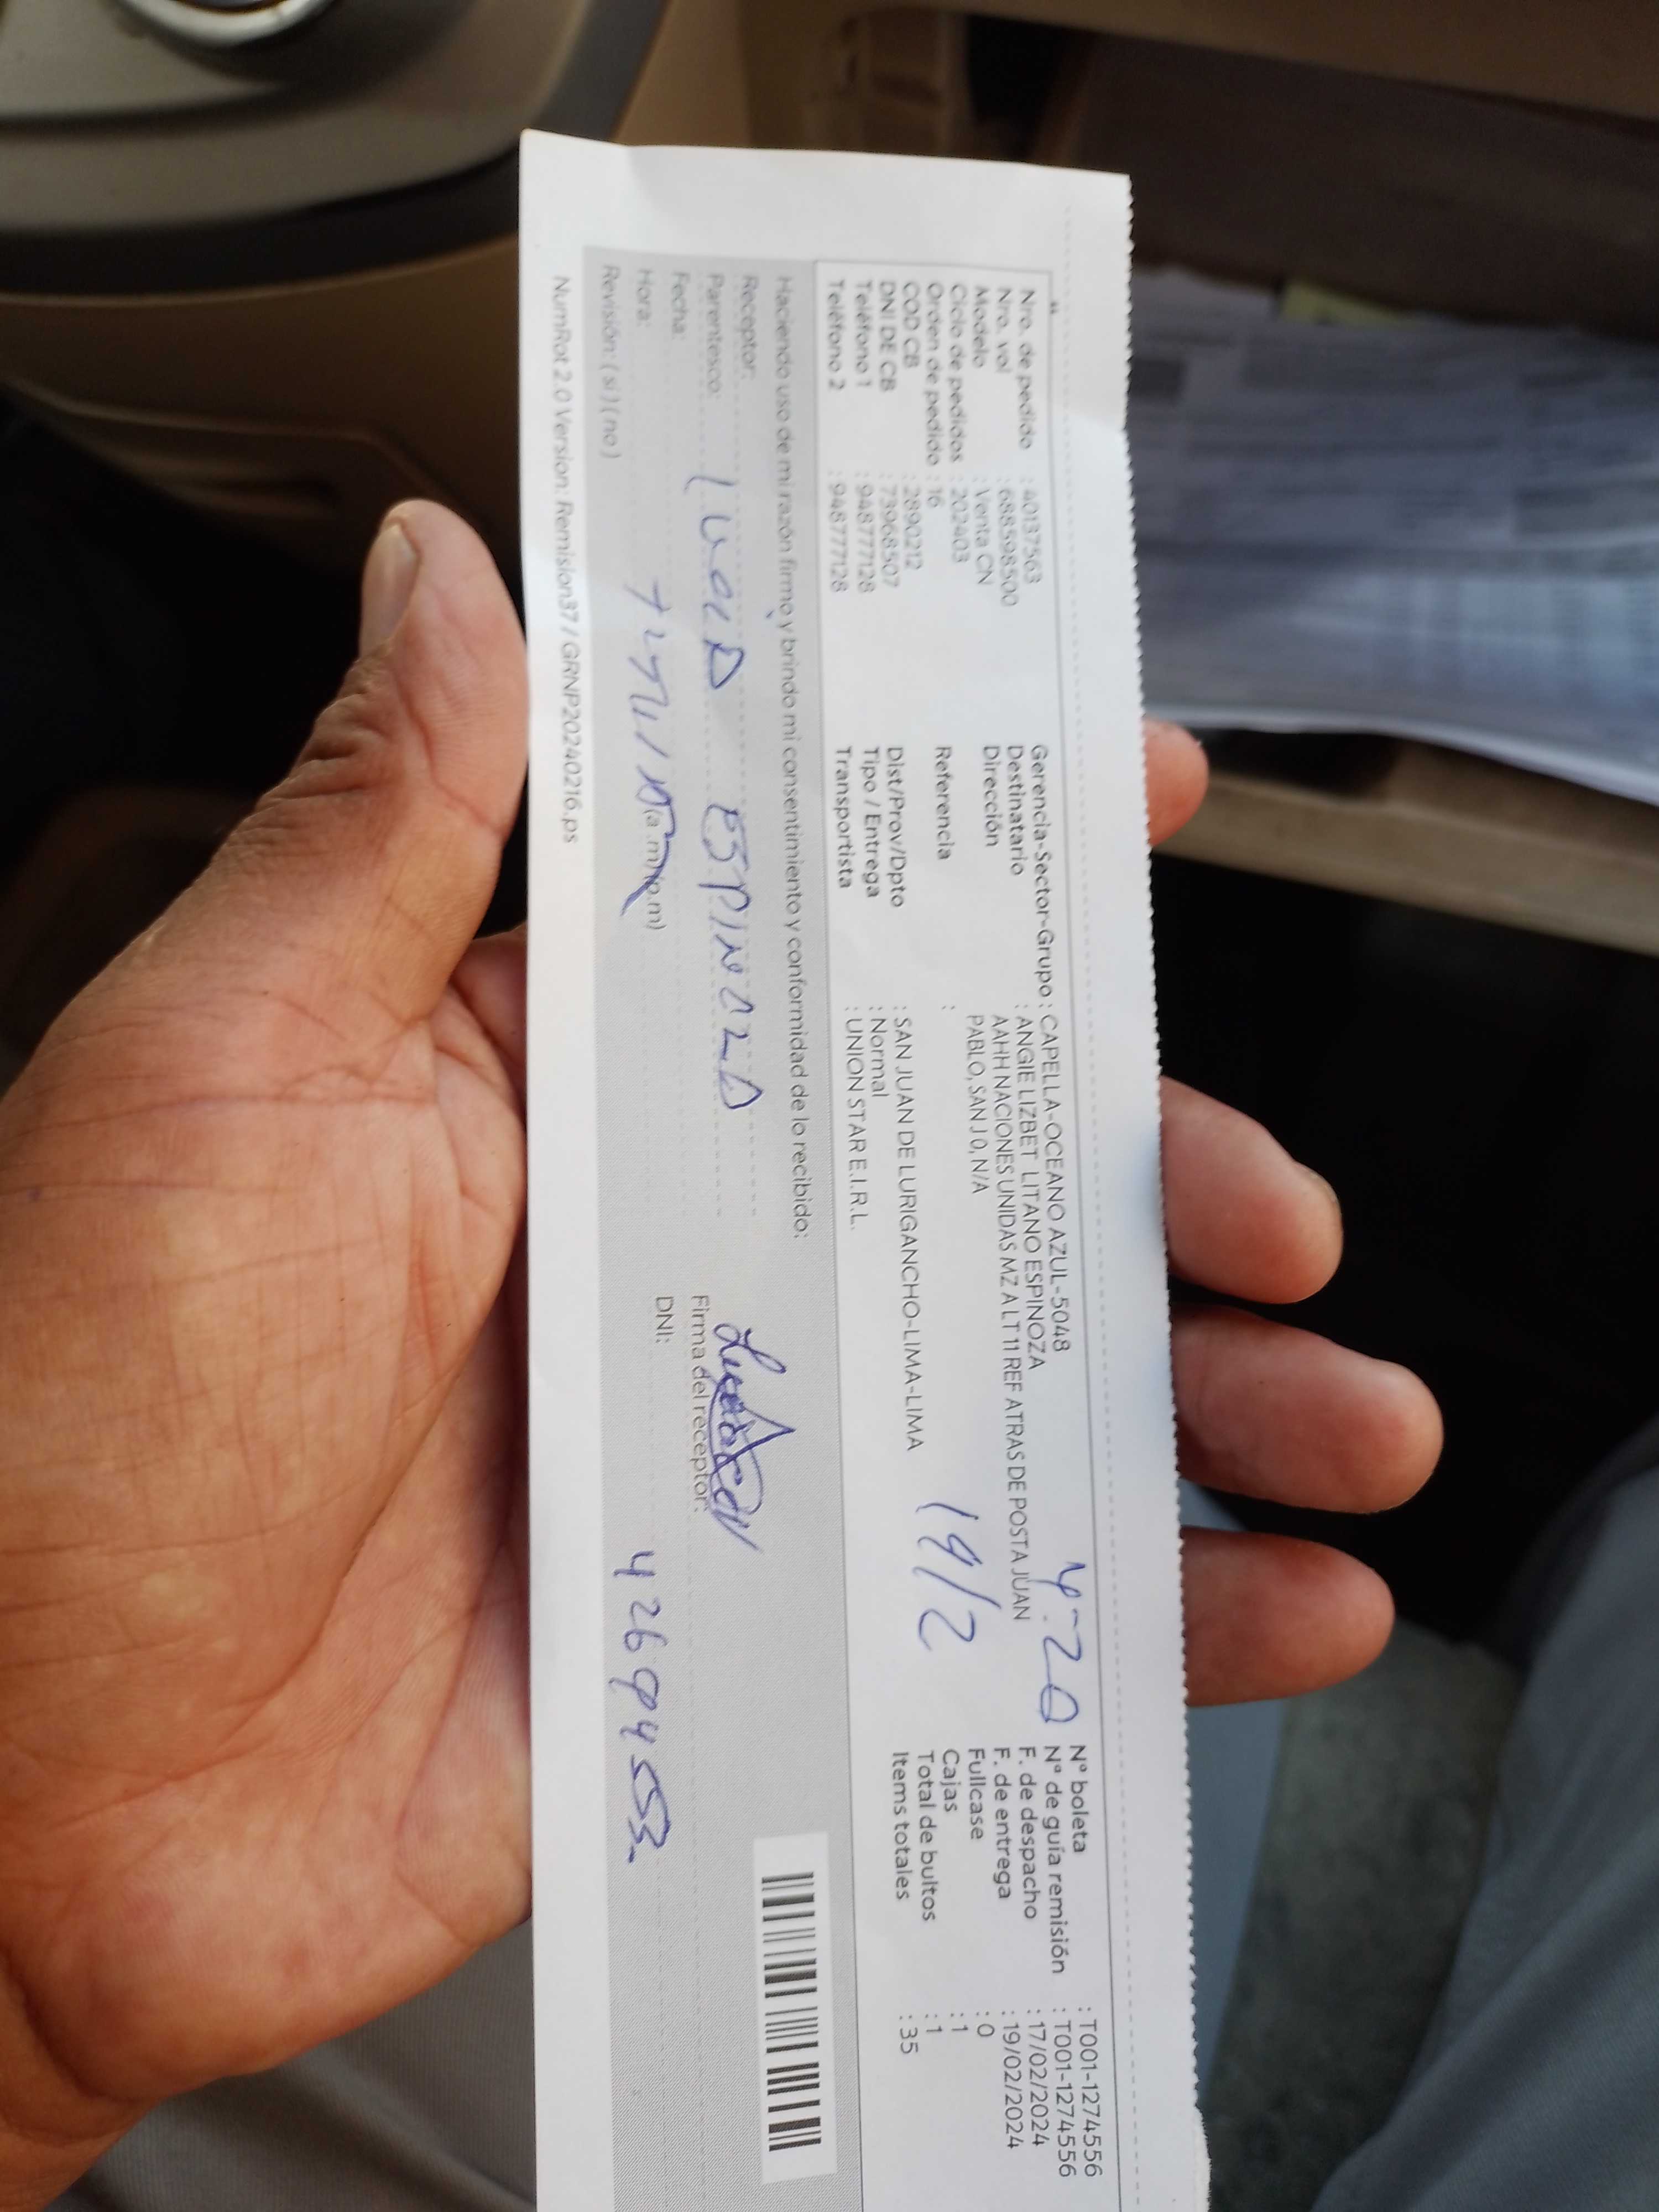 Nro. de pedido : 40137563
Nro. vol : 688598500
Modelo : Venta CN
Ciclo de pedidos : 202403
Orden de pedido : 16
COD CB : 2890212
DNI DE CB : 73968507
Teléfono 1 : 948777128
Teléfono 2 : 948777128
Gerencia-Sector-Grupo : CAPELLA-OCEANO AZUL-5048
Destinatario : ANGIE LIZBET LITANO ESPINOZA
Dirección AAHH NACIONES UNIDAS MZ A LT 11 REF ATRAS DE POSTA JUAN
PABLO, SAN J 0, N/A
Referencia :
Dist/Prov/Dpto : SAN JUAN DE LURIGANCHO-LIMA-LIMA
Tipo / Entrega : Normal
Transportista : UNION STAR E.I.R.L.
4-20
19/2
N° boleta : T001-1274556
N° de guía remisión : T001-1274556
F. de despacho : 17/02/2024
F. de entrega : 19/02/2024
Fullcase : 0
Cajas : 1
Total de bultos : 1
Items totales : 35
Haciendo uso de mi razón firmo y brindo mi consentimiento y conformidad de lo recibido:
Receptor:
Parentesco: ESPINOZA
Fecha:
Hora: (a.m)(p.m)
Revisión: (si) (no)
Firma del receptor:
DNI: 42694553
NumRot 2.0 Version: Remision37 / GRNP20240216.ps